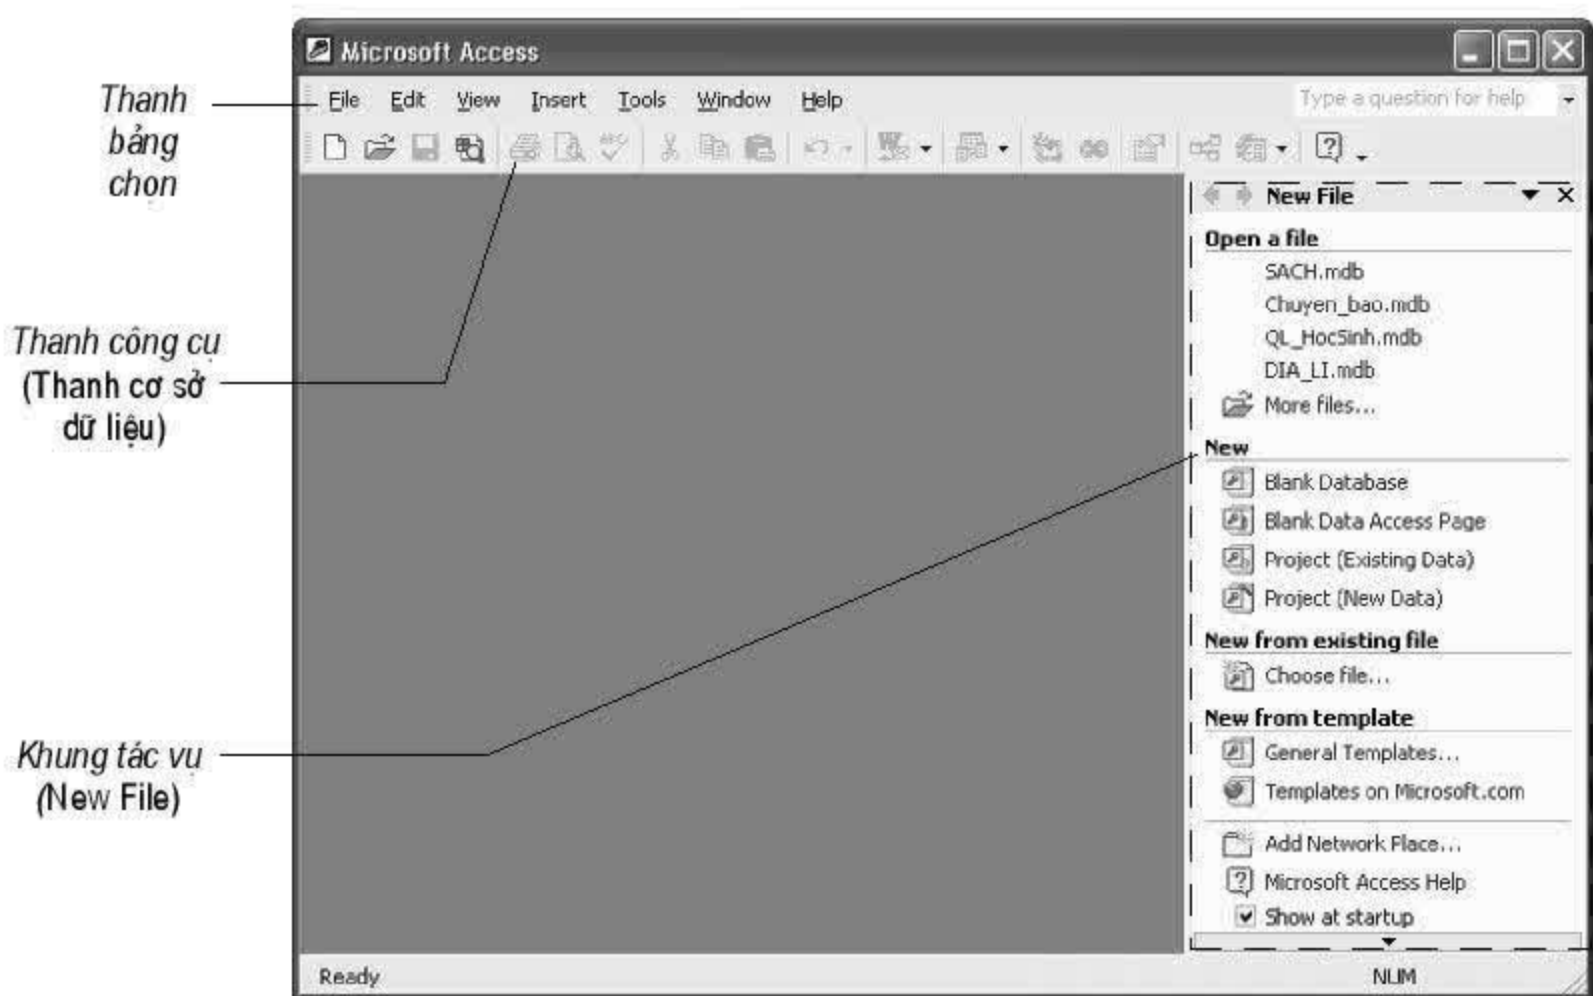 Microsoft Access
Thanh
bảng
chọn
File Edit View Insert Tools Window Help
Type a question for help
New File
Open a file
SACH.mdb
Chuyen_bao.mdb
QL_HocSinh.mdb
DIA_LI.mdb
More files...
Thanh công cụ
(Thanh cơ sở
dữ liệu)
New
Blank Database
Blank Data Access Page
Project (Existing Data)
Project (New Data)
New from existing file
Choose file...
New from template
General Templates...
Templates on Microsoft.com
Khung tác vụ
(New File)
Add Network Place...
Microsoft Access Help
Show at startup
Ready
NUM